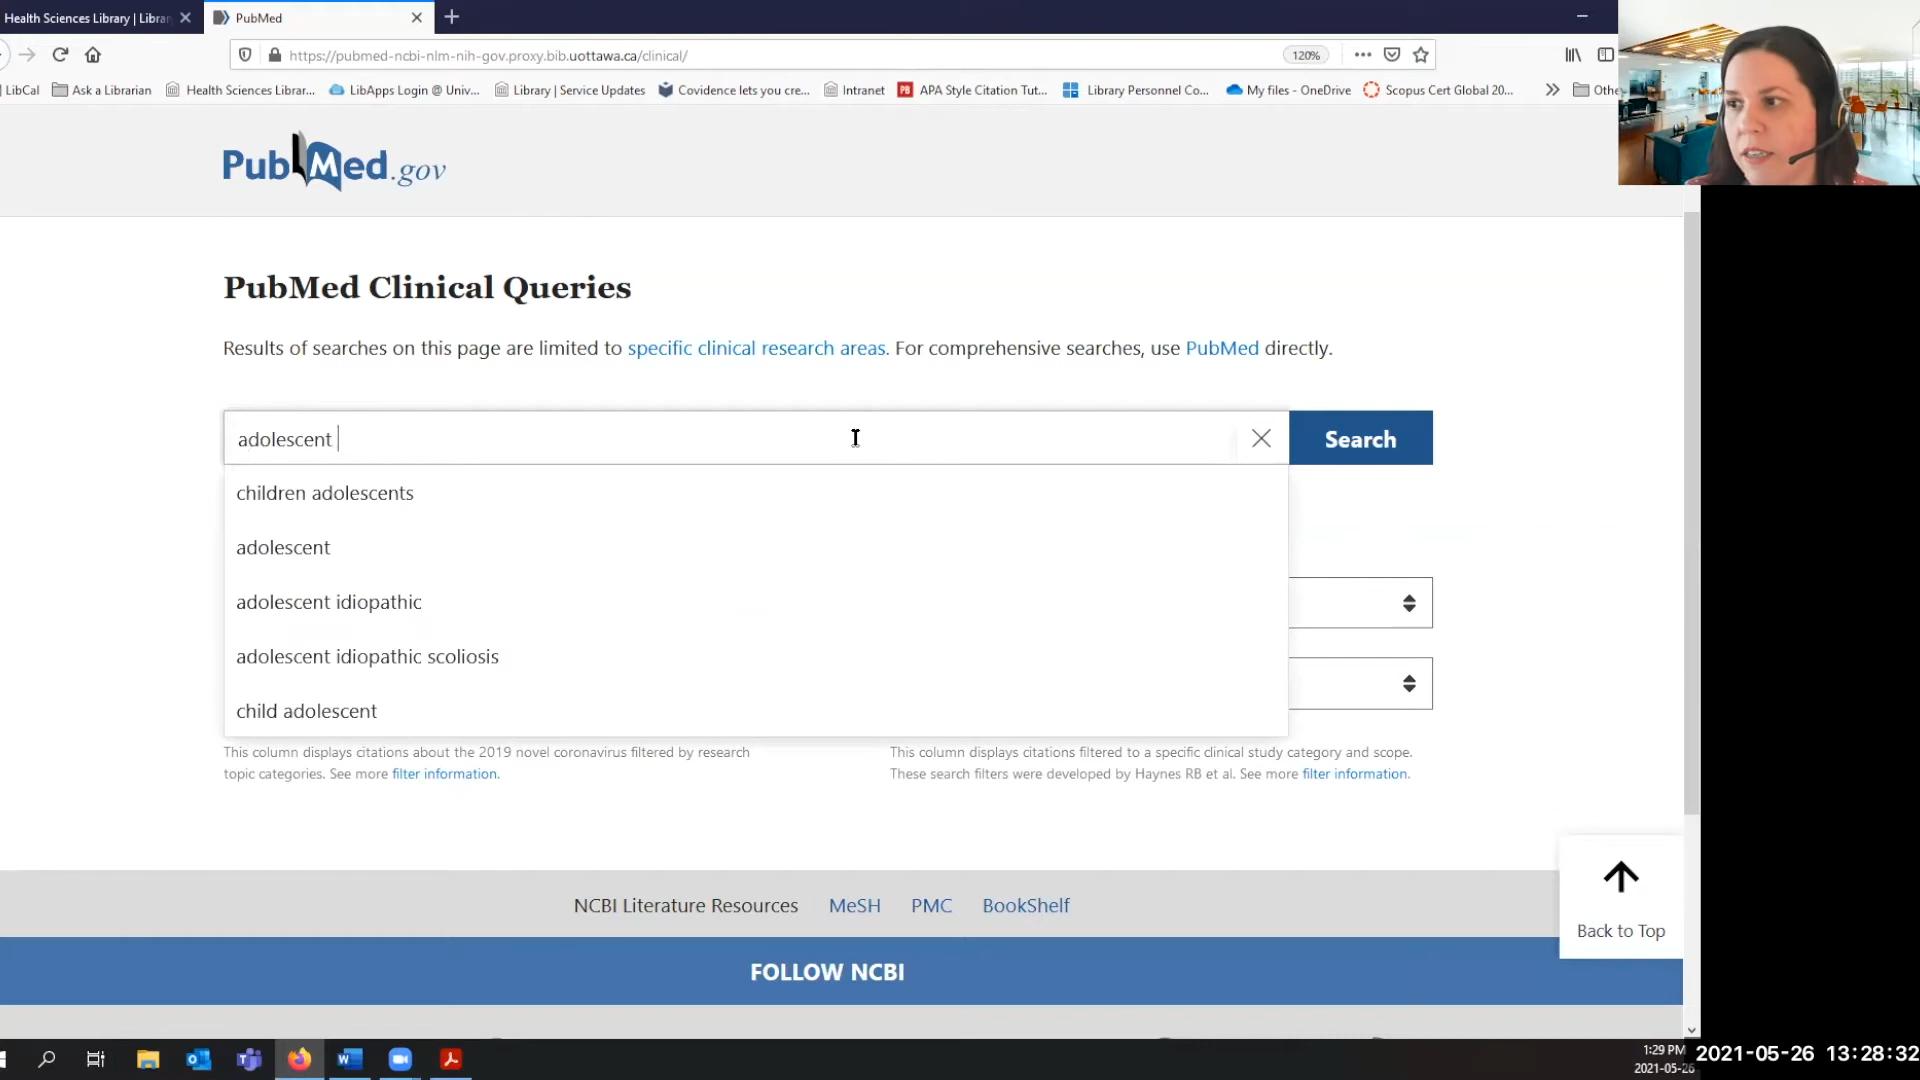 Health Sciences Library | Librar
PubMed
https://pubmed-ncbi-nlm-nih-gov.proxy.bib.uottawa.ca/clinical/
120%
LibCal
Ask a Librarian
Health Sciences Librar...
LibApps Login @ Univ...
Library | Service Updates
Covidence lets you cre...
Intranet
PB
APA Style Citation Tut...
Library Personnel Co...
My files - OneDrive
Scopus Cert Global 20...
Othe
PubMed.gov
PubMed Clinical Queries
Results of searches on this page are limited to specific clinical research areas. For comprehensive searches, use PubMed directly.
adolescent
Search
children adolescents
adolescent
adolescent idiopathic
adolescent idiopathic scoliosis
child adolescent
This column displays citations about the 2019 novel coronavirus filtered by research
topic categories. See more filter information.
This column displays citations filtered to a specific clinical study category and scope.
These search filters were developed by Haynes RB et al. See more filter information.
Back to Top
NCBI Literature Resources MeSH PMC BookShelf
FOLLOW NCBI
1:29 PM
2021-05-26
2021-05-26 13:28:32